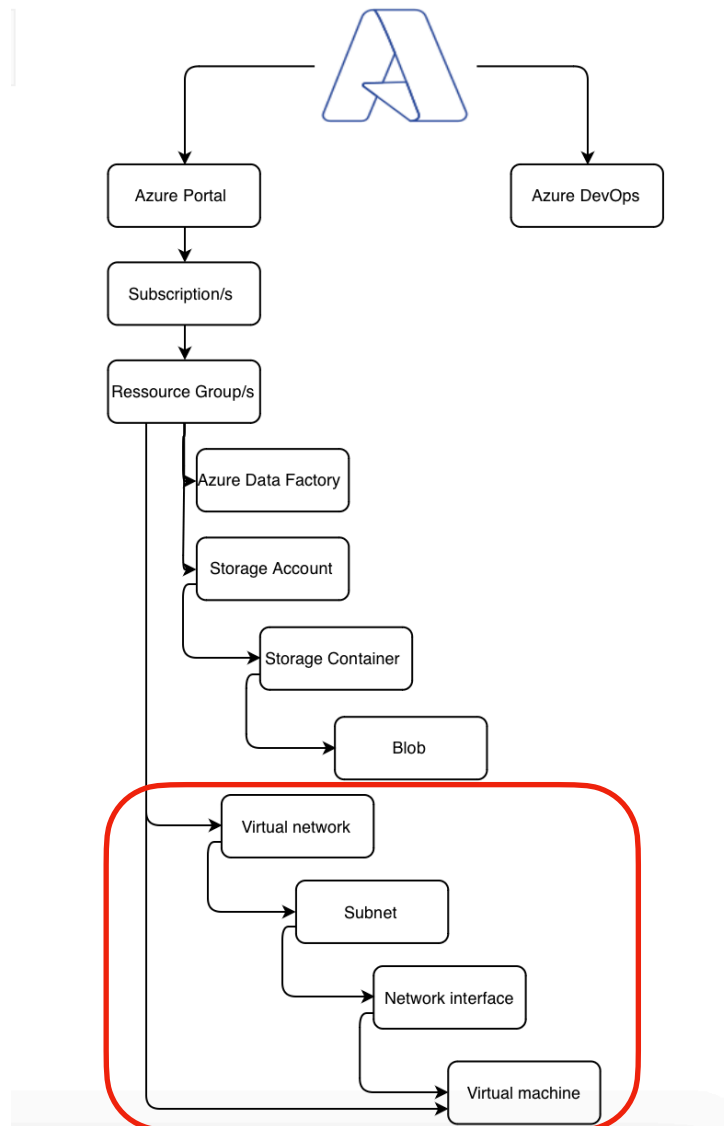 Azure Portal
Azure DevOps
Subscription/s
Ressource Group/s
Azure Data Factory
Storage Account
Storage Container
Blob
Virtual network
Subnet
Network interface
Virtual machine